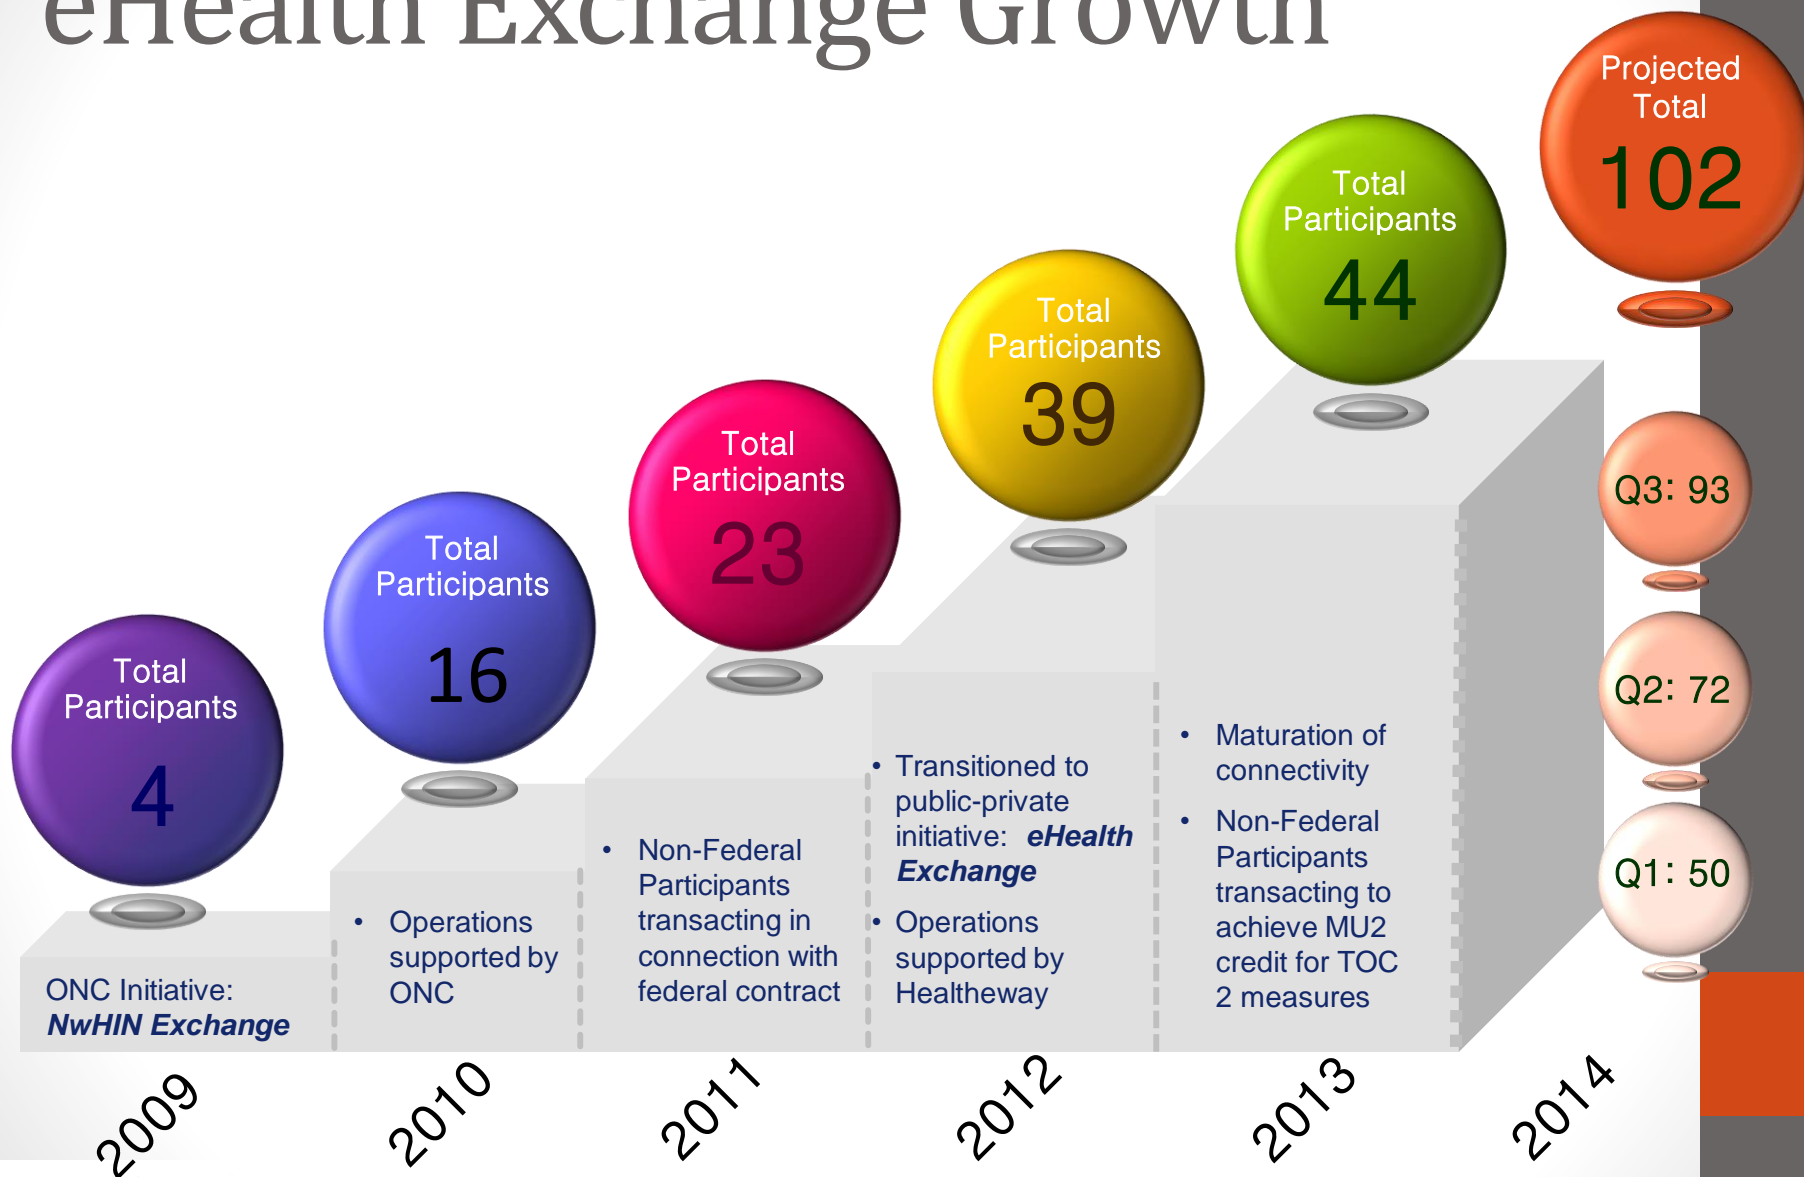 eHealth Exchange Growth
Total
Participants
4
ONC Initiative:
NwHIN Exchange
2009
Total
Participants
16
• Operations
supported by
ONC
2010
Total
Participants
23
• Non-Federal
Participants
transacting in
connection with
federal contract
2011
Total
Participants
39
• Transitioned to
public-private
initiative: eHealth
Exchange
• Operations
supported by
Healtheway
2012
Total
Participants
44
• Maturation of
connectivity
• Non-Federal
Participants
transacting to
achieve MU2
credit for TOC
2 measures
2013
Projected
Total
102
Q3: 93
Q2: 72
Q1: 50
2014